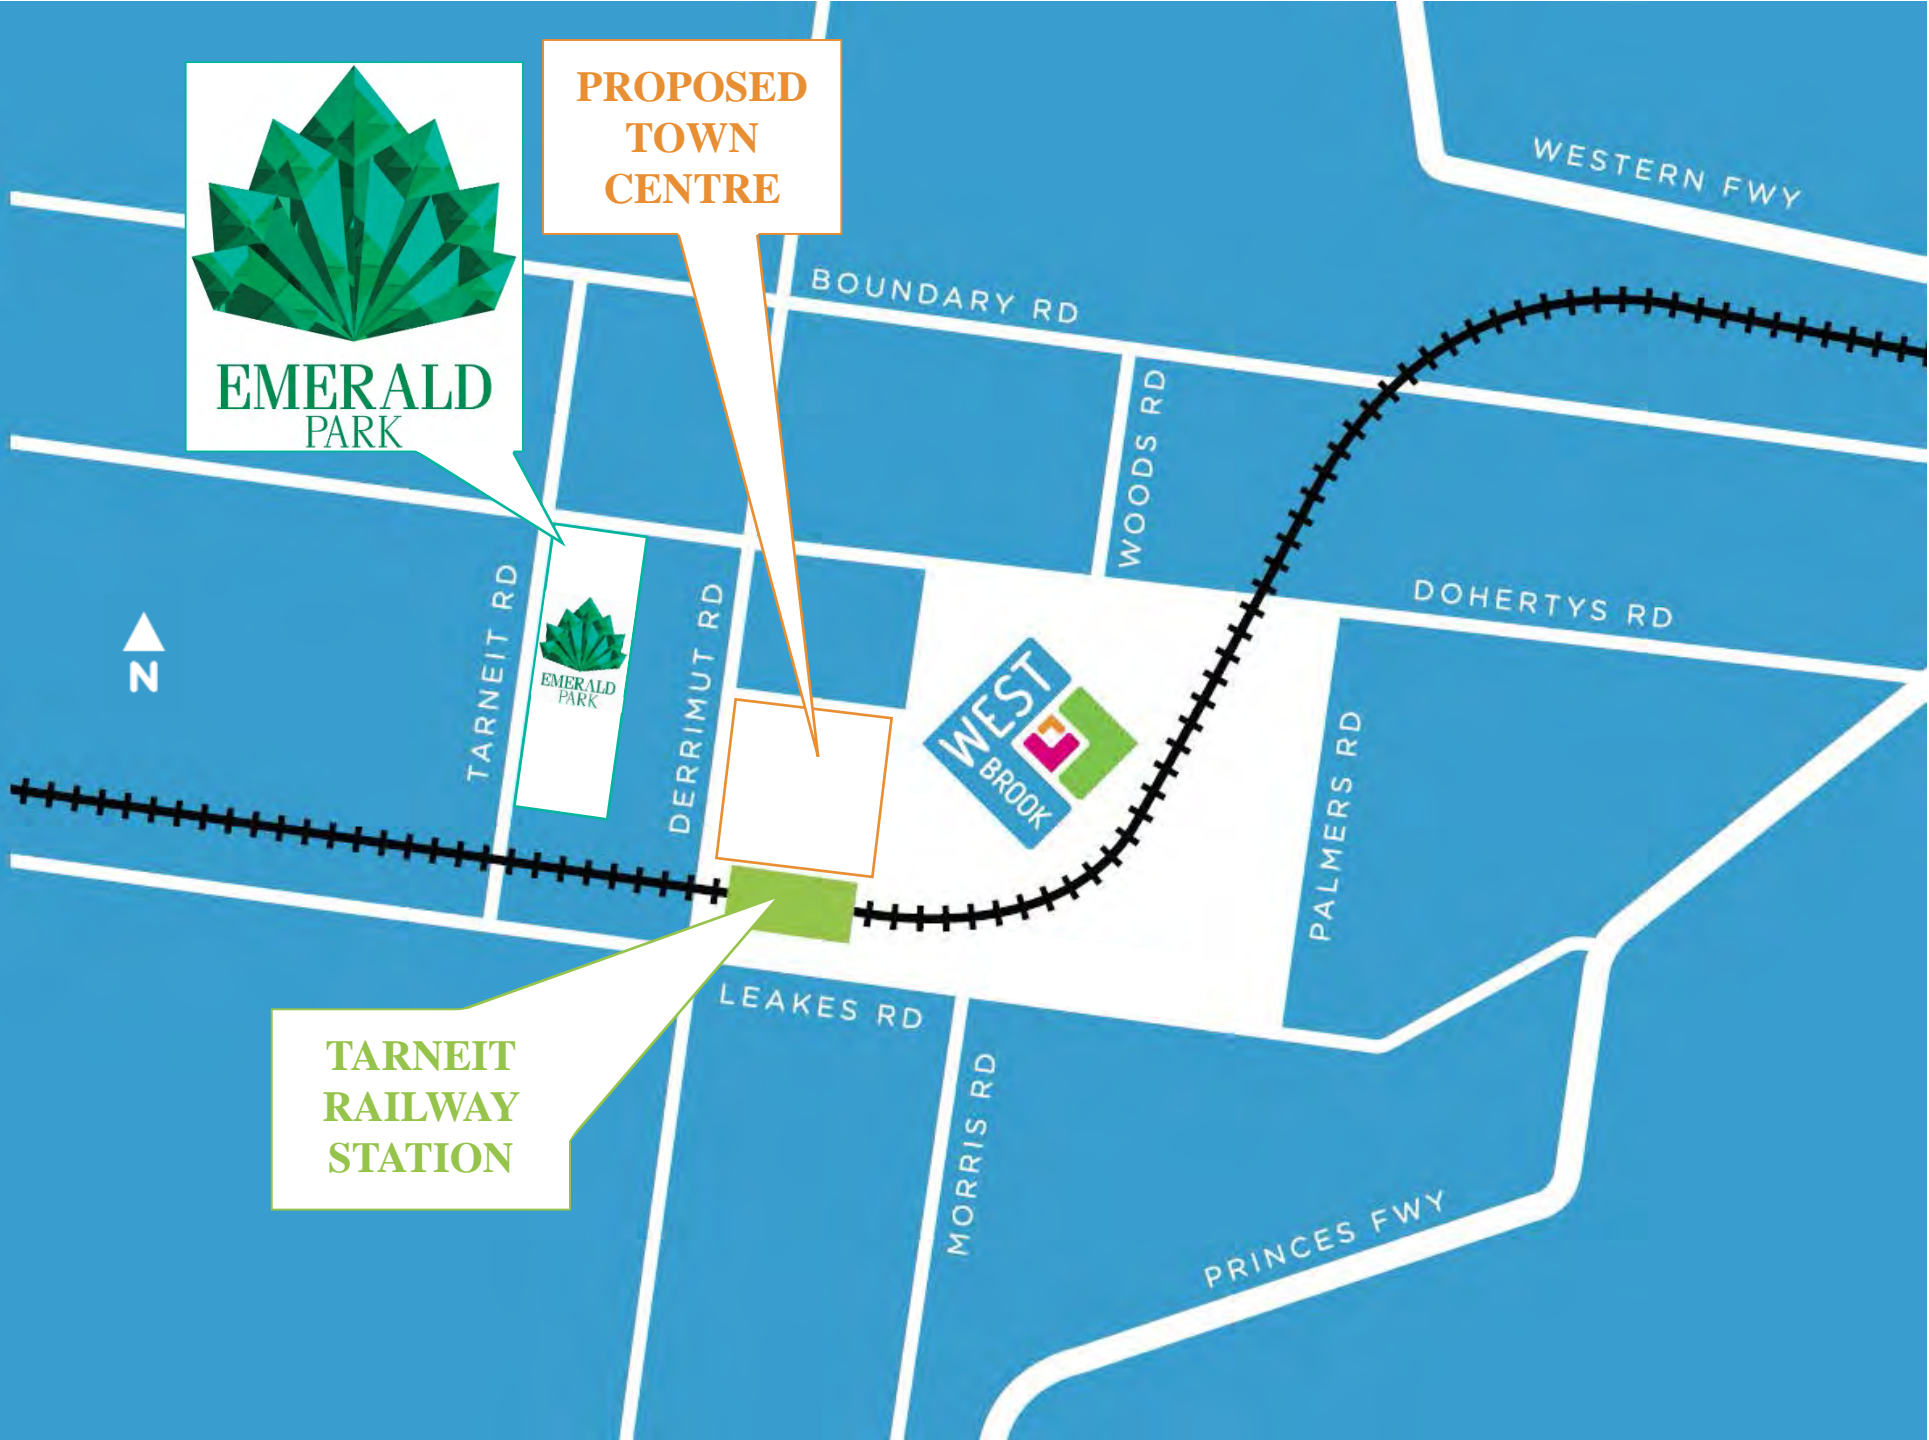 PROPOSED
TOWN
CENTRE
WESTERN FWY
EMERALD
PARK
BOUNDARY RD
WOODS RD
DOHERTYS RD
TARNEIT RD
EMERALD
PARK
DERRIMUT RD
WEST
BROOK
PALMERS RD
N
LEAKES RD
TARNEIT
RAILWAY
STATION
MORRIS RD
PRINCES FWY